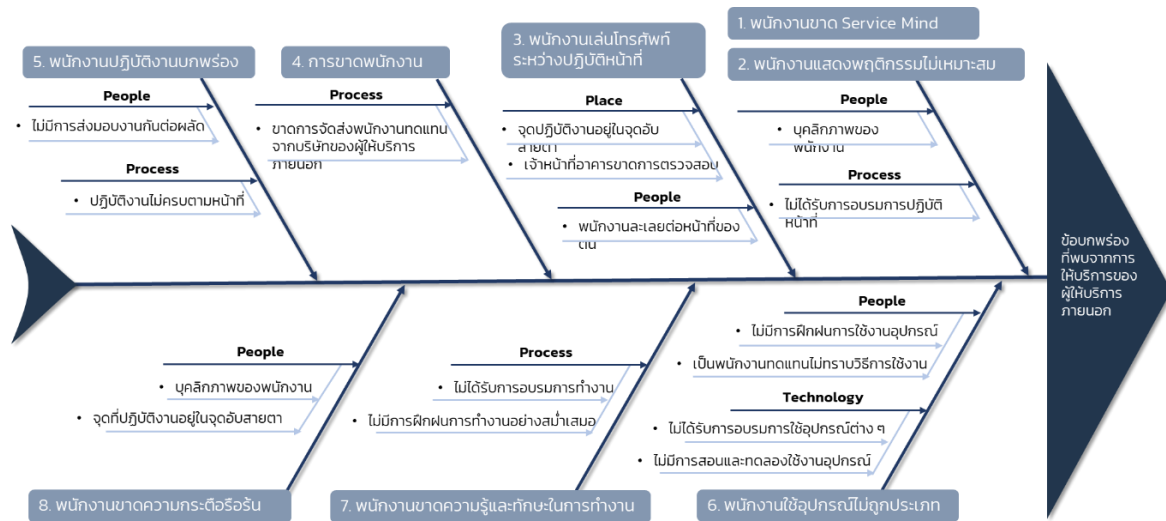 1. พนักงานขาด Service Mind
2. พนักงานแสดงพฤติกรรมไม่เหมาะสม
People
• บุคลิกภาพของ
พนักงาน
Process
• ไม่ได้รับการอบรมการปฏิบัติ
หน้าที่
3. พนักงานเล่นโทรศัพท์
ระหว่างปฏิบัติหน้าที่
Place
• จุดปฏิบัติงานอยู่ในจุดอับ
สายตา
• เจ้าหน้าที่อาคารขาดการตรวจสอบ
People
• พนักงานละเลยต่อหน้าที่ของ
ตน
4. การขาดพนักงาน
Process
• ขาดการจัดส่งพนักงานทดแทน
จากบริษัทของผู้ให้บริการ
ภายนอก
5. พนักงานปฏิบัติงานบกพร่อง
People
• ไม่มีการส่งมอบงานกันต่อผลัด
Process
• ปฏิบัติงานไม่ครบตามหน้าที่
ข้อบกพร่อง
ที่พบจากการ
ให้บริการของ
ผู้ให้บริการ
ภายนอก
People
• ไม่มีการฝึกฝนการใช้งานอุปกรณ์
• เป็นพนักงานทดแทนไม่ทราบวิธีการใช้งาน
Technology
• ไม่ได้รับการอบรมการใช้อุปกรณ์ต่าง ๆ
• ไม่มีการสอนและทดลองใช้งานอุปกรณ์
6. พนักงานใช้อุปกรณ์ไม่ถูกประเภท
Process
• ไม่ได้รับการอบรมการทำงาน
• ไม่มีการฝึกฝนการทำงานอย่างสม่ำเสมอ
7. พนักงานขาดความรู้และทักษะในการทำงาน
People
• บุคลิกภาพของพนักงาน
• จุดที่ปฏิบัติงานอยู่ในจุดอับสายตา
8. พนักงานขาดความกระตือรือร้น